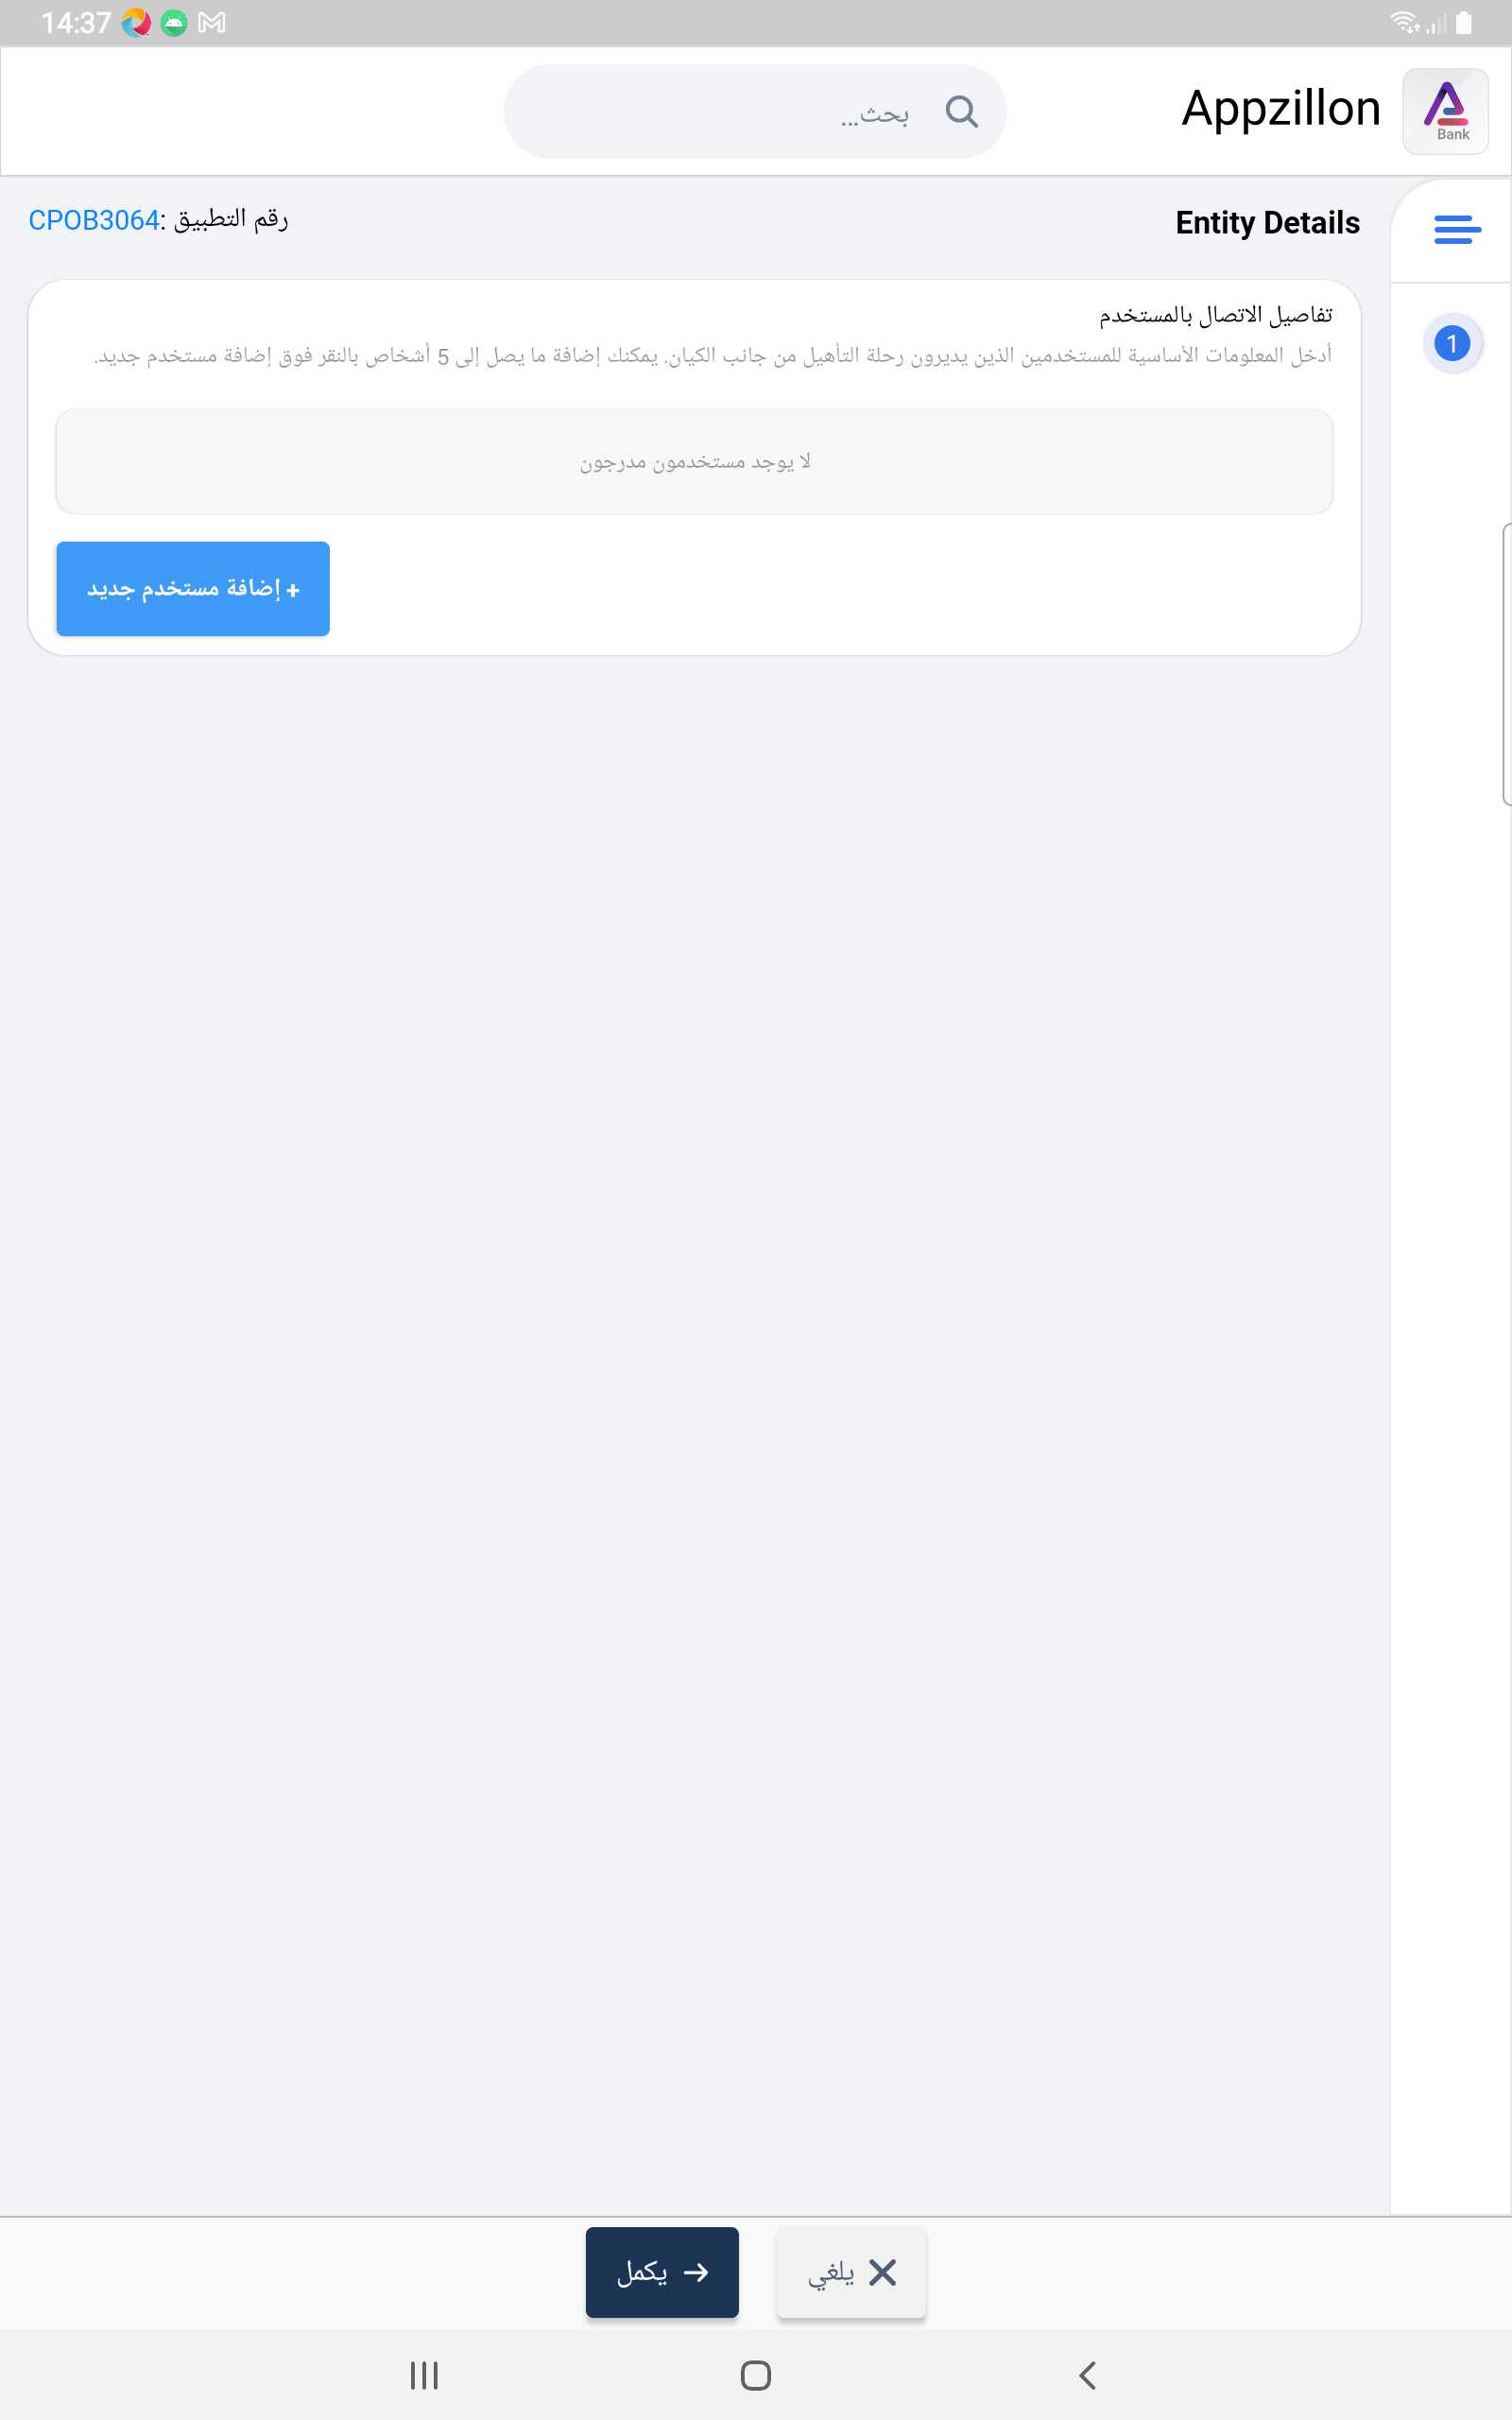 14:37
Bank
Appzillon
بحث...
Entity Details
رقم التطبيق :CPOB3064
1
تفاصيل الاتصال بالمستخدم
أدخل المعلومات الأساسية للمستخدمين الذين يديرون رحلة التأهيل من جانب الكيان. يمكنك إضافة ما يصل إلى 5 أشخاص بالنقر فوق إضافة مستخدم جديد.
لا يوجد مستخدمون مدرجون
+ إضافة مستخدم جديد
يلغي
يكمل